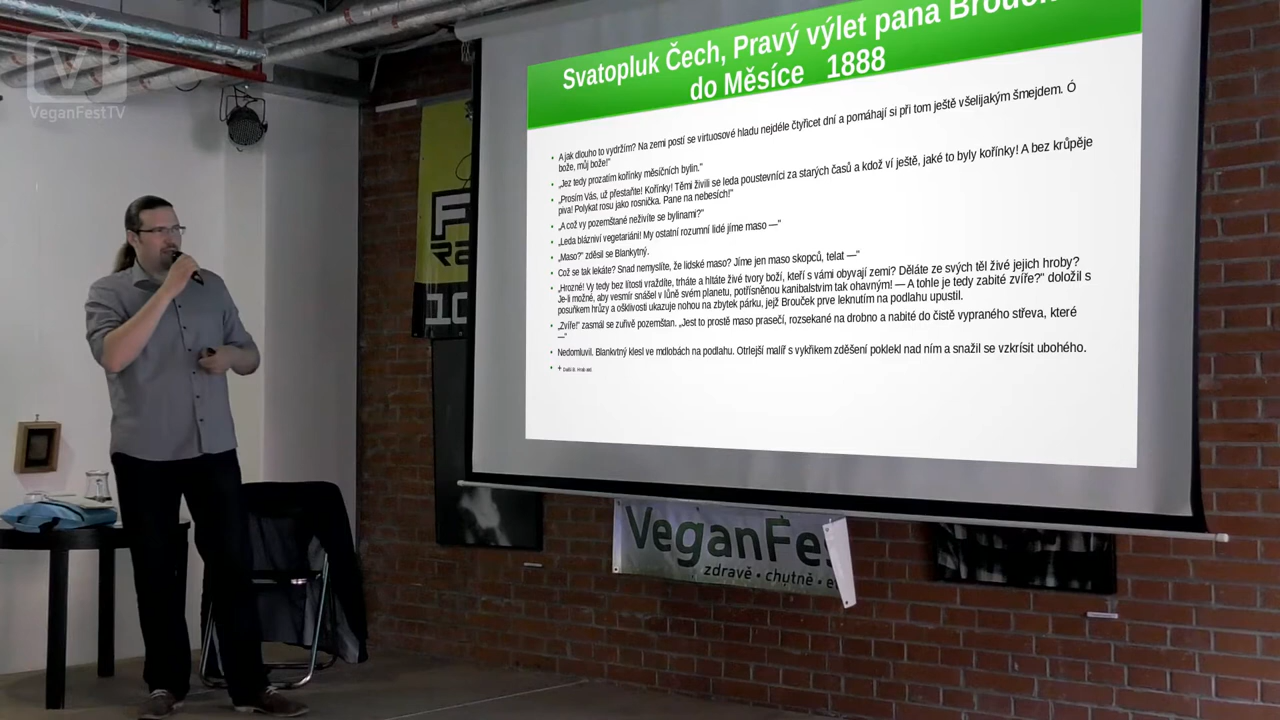 VeganFestTV
Svatopluk Čech, Pravý výlet pana Brouč
do Měsíce 1888
• A jak dlouho to vydržím? Na zemi postí se virtuosové hladu nejdéle čtyřicet dní a pomáhají si při tom ještě všelijakým šmejdem. Ó
bože, můj bože!"
• „Jez tedy prozatím kořínky měsíčních bylin."
• „Prosím Vás, už přestaňte! Kořínky! Těmi živili se leda poustevníci za starých časů a kdož ví ještě, jaké to byly kořínky! A bez krůpěje
piva! Polykat rosu jako rosnička. Pane na nebesích!"
• „A což vy pozemšťané neživíte se bylinami?"
• „Leda blázniví vegetariáni! My ostatní rozumní lidé jíme maso —"
• „Maso?" zděsil se Blankytný.
• Což se tak lekáte? Snad nemyslíte, že lidské maso? Jíme jen maso skopců, telat —"
• „Hrozné! Vy tedy bez lítosti vraždíte, trháte a hltáte živé tvory boží, kteří s vámi obyvají zemi? Děláte ze svých těl živé jejich hroby?
Je-li možné, aby vesmír snášel v lůně svém planetu, potřísněnou kanibalstvim tak ohavným! — A tohle je tedy zabité zvíře?" doložil s
posuňkem hrůzy a ošklivosti ukazuje nohou na zbytek párku, jejž Brouček prve leknutím na podlahu upustil.
• „Zvíře!" zasmál se zuřivě pozemšťan. „Jest to prostě maso prasečí, rozsekané na drobno a nabité do čistě vypraného střeva, které
—"
• Nedomluvil. Blankytný klesl ve mdlobách na podlahu. Otrlejší malíř s vykřikem zděšení poklekl nad ním a snažil se vzkrísit ubohého.
VeganFes
zdravě • chutně • e